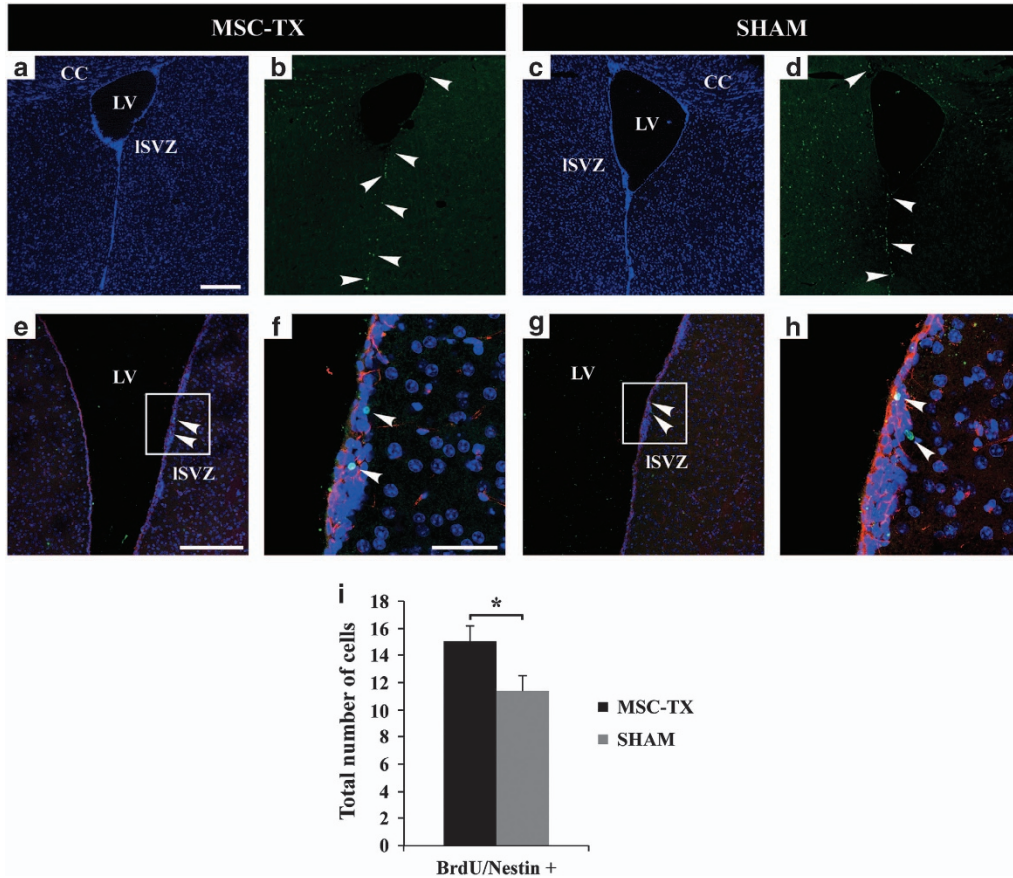 MSC-TX SHAM
a b c d
CC LV lSVZ
CC LV lSVZ
e f g h
LV lSVZ
LV lSVZ
i
*
18
16
14
12
10
8
6
4
2
0
Total number of cells
MSC-TX
SHAM
BrdU/Nestin +